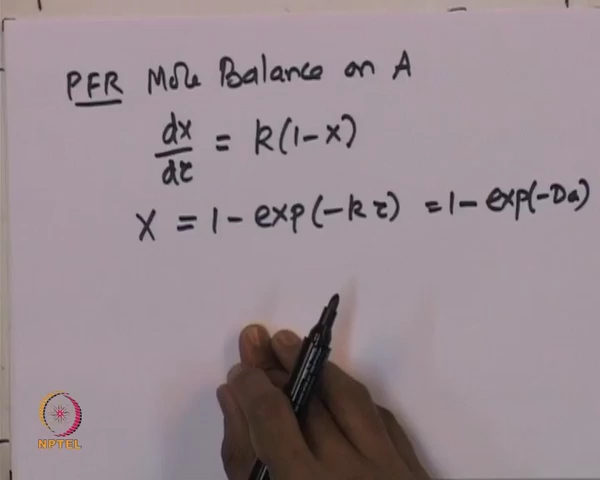 PFR Mole Balance on A
dx/dτ = k(1-x)
X = 1 - exp(-kτ) = 1 - exp(-Da)
NPTEL